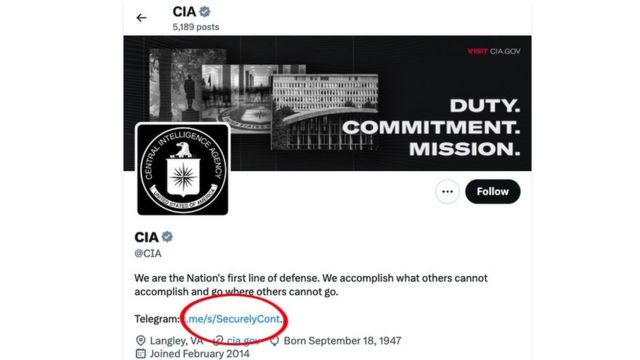 CIA
5,189 posts
VISIT CIA.GOV
DUTY.
COMMITMENT.
MISSION.
CENTRAL INTELLIGENCE AGENCY
UNITED STATES OF AMERICA
Follow
CIA
@CIA
We are the Nation's first line of defense. We accomplish what others cannot
accomplish and go where others cannot go.
Telegram: .me/s/SecurelyCont.
Langley, VA cia.gov Born September 18, 1947
Joined February 2014